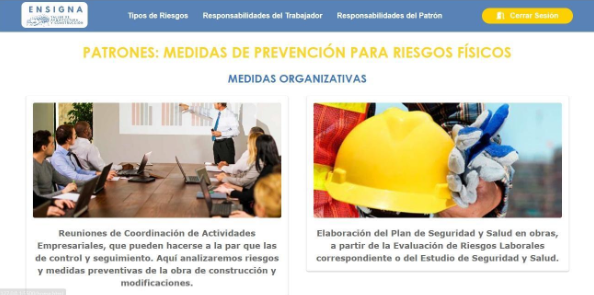 ENSIGNA
Tipos de Riesgos
Responsabilidades del Trabajador
Responsabilidades del Patrón
Cerrar Sesión
PATRONES: MEDIDAS DE PREVENCIÓN PARA RIESGOS FÍSICOS
MEDIDAS ORGANIZATIVAS
Reuniones de Coordinación de Actividades
Empresariales, que pueden hacerse a la par que las
de control y seguimiento. Aquí analizaremos riesgos
y medidas preventivas de la obra de construcción y
modificaciones.
Elaboración del Plan de Seguridad y Salud en obras,
a partir de la Evaluación de Riesgos Laborales
correspondiente o del Estudio de Seguridad y Salud.